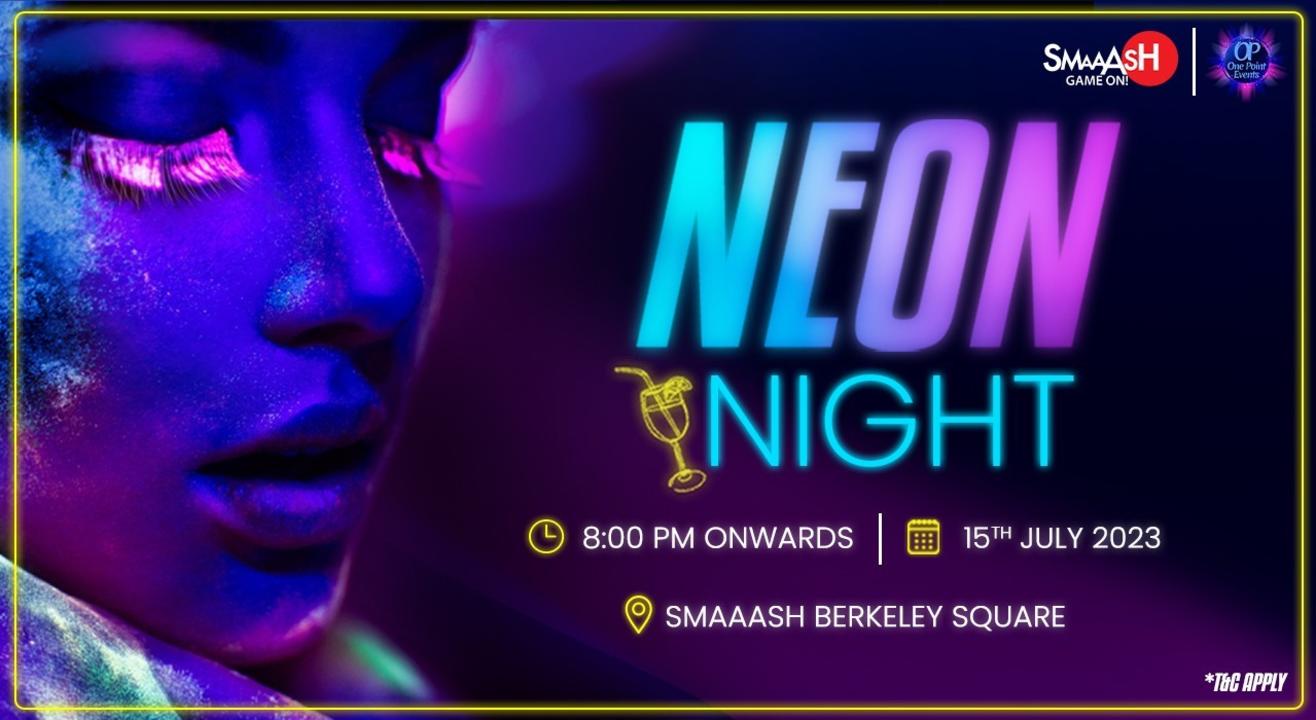 SMAAASH
GAME ON!
OP
One Point
Events
NEON
NIGHT
8:00 PM ONWARDS
15TH JULY 2023
SMAAASH BERKELEY SQUARE
*T&C APPLY